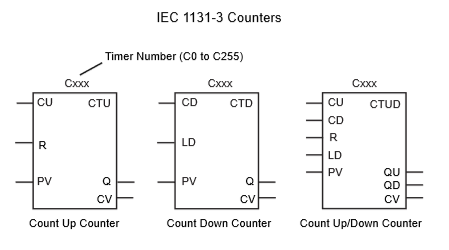 IEC 1131-3 Counters
Timer Number (C0 to C255)
Cxxx
CU CTU
R
PV Q
CV
Count Up Counter
Cxxx
CD CTD
LD
PV Q
CV
Count Down Counter
Cxxx
CU CTUD
CD
R
LD
PV QU
QD
CV
Count Up/Down Counter